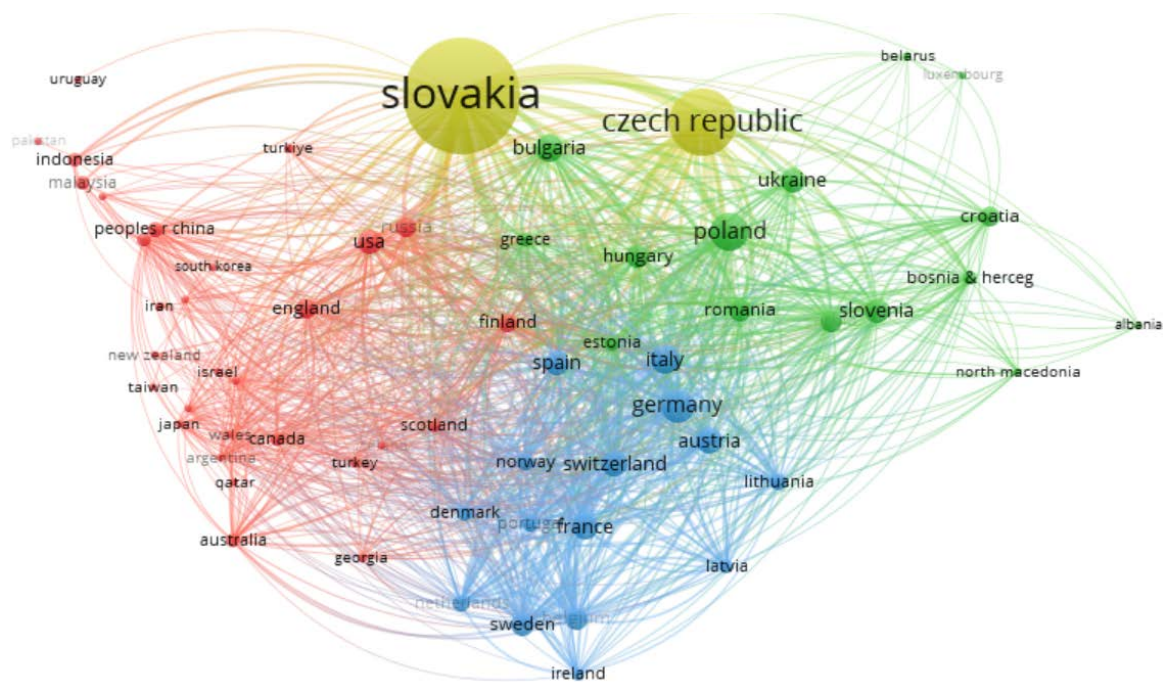 belarus
luxembourg
uruguay
slovakia
czech republic
pakistan
indonesia
turkiye
bulgaria
malaysia
ukraine
croatia
peoples r china
usa
russia
greece
poland
hungary
south korea
bosnia & herceg
iran
england
finland
romania
slovenia
albania
estonia
new zealand
israel
spain
italy
north macedonia
taiwan
germany
japan
scotland
wales
canada
austria
argentina
turkey
norway
switzerland
qatar
lithuania
denmark
portugal
france
australia
georgia
latvia
netherlands
sweden
belgium
ireland